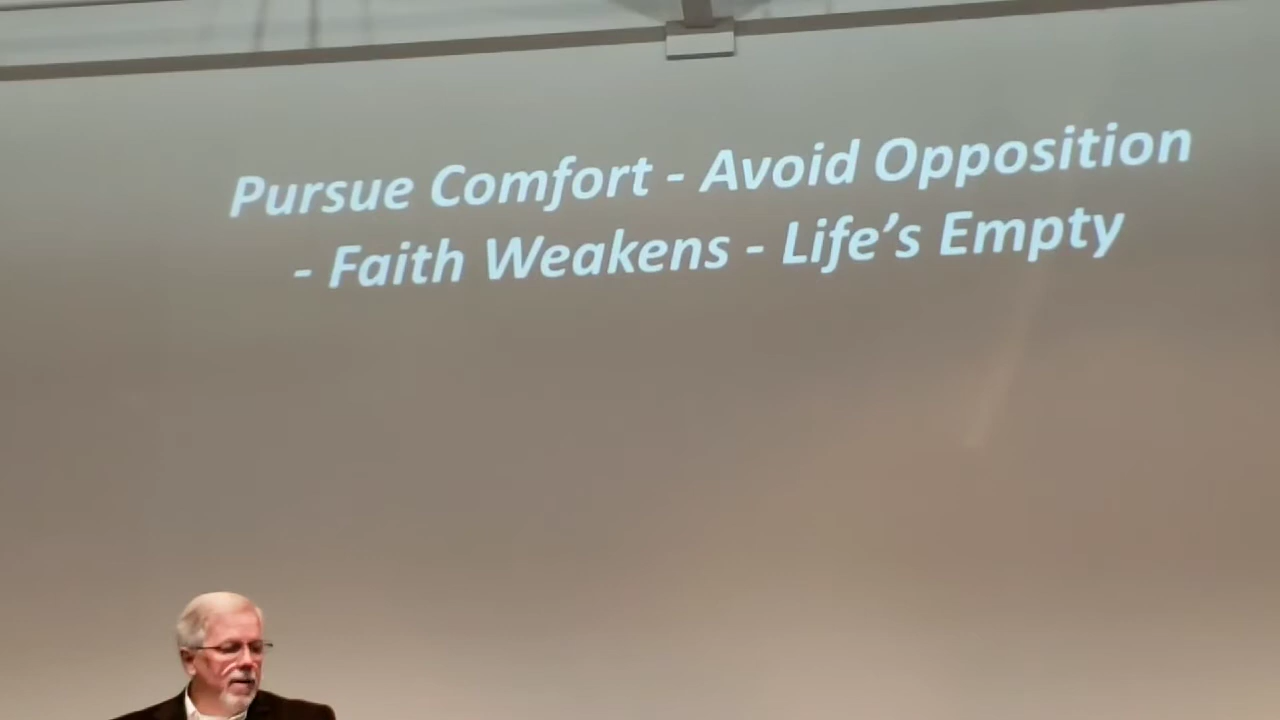 Pursue Comfort - Avoid Opposition
- Faith Weakens - Life’s Empty